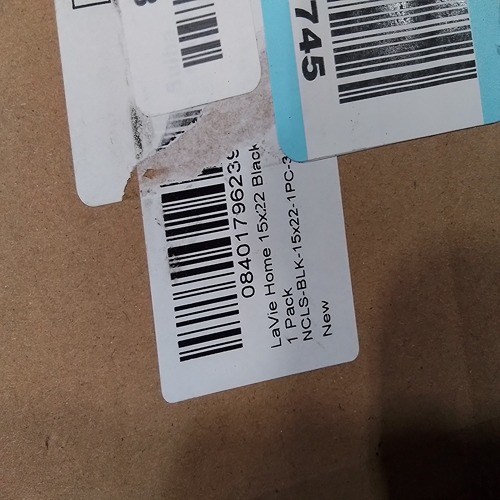 745
08401796239
LaVie Home 15x22 Black
1 Pack
NCLS-BLK-15x22-1PC-3
New